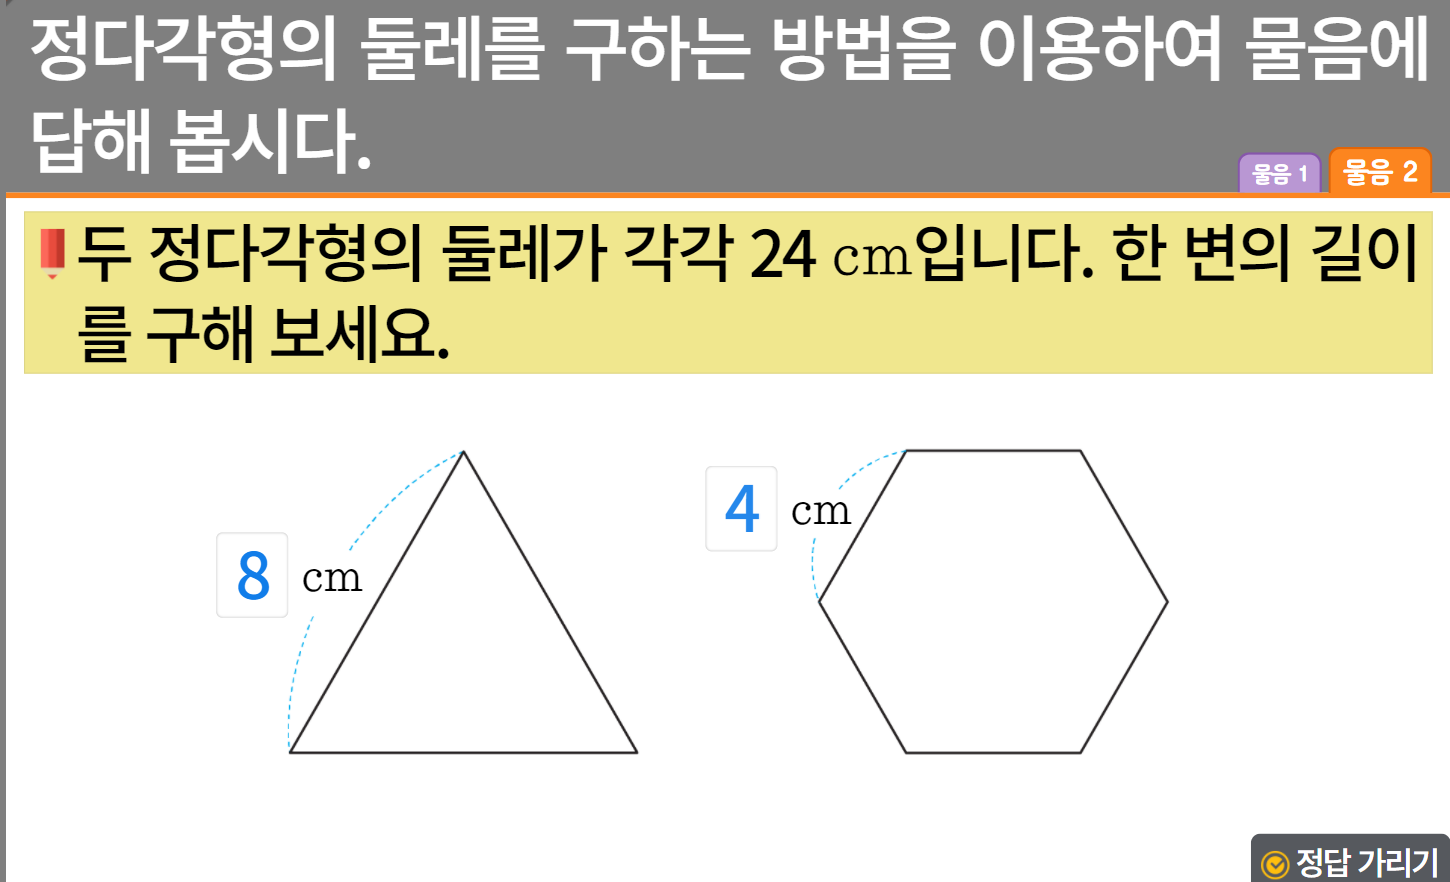 정다각형의 둘레를 구하는 방법을 이용하여 물음에
답해 봅시다.
물음 1
물음 2
두 정다각형의 둘레가 각각 24 cm입니다. 한 변의 길이
를 구해 보세요.
4 cm
8 cm
정답 가리기